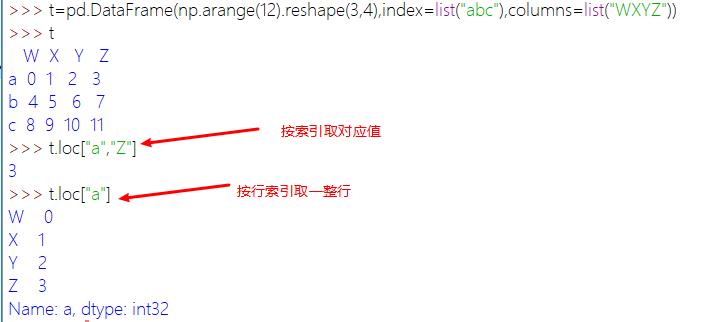 >>> t=pd.DataFrame(np.arange(12).reshape(3,4),index=list("abc"),columns=list("WXYZ"))
>>> t
   W  X   Y   Z
a  0  1   2   3
b  4  5   6   7
c  8  9  10  11
>>> t.loc["a","Z"]
按索引取对应值
3
>>> t.loc["a"]
按行索引取一整行
W    0
X    1
Y    2
Z    3
Name: a, dtype: int32